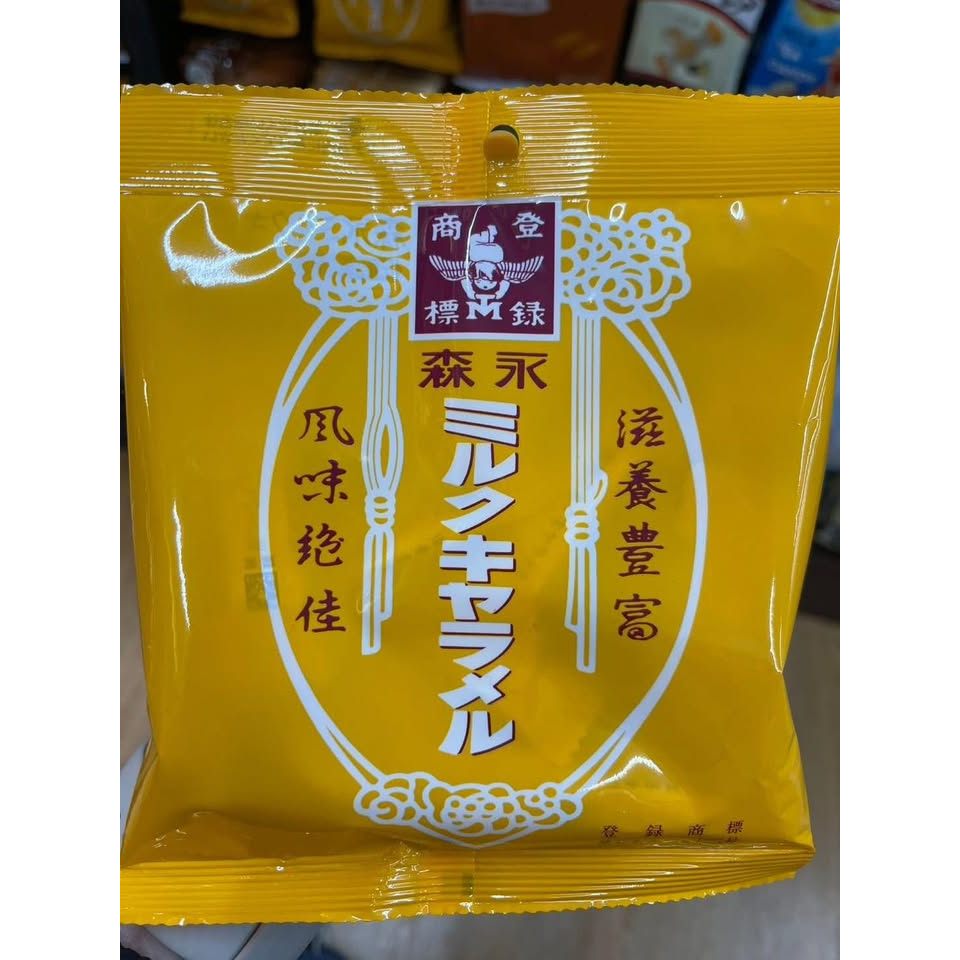 登録
商標
TM
森永
ミルクキャラメル
滋養豊富
風味絶佳
登録商標